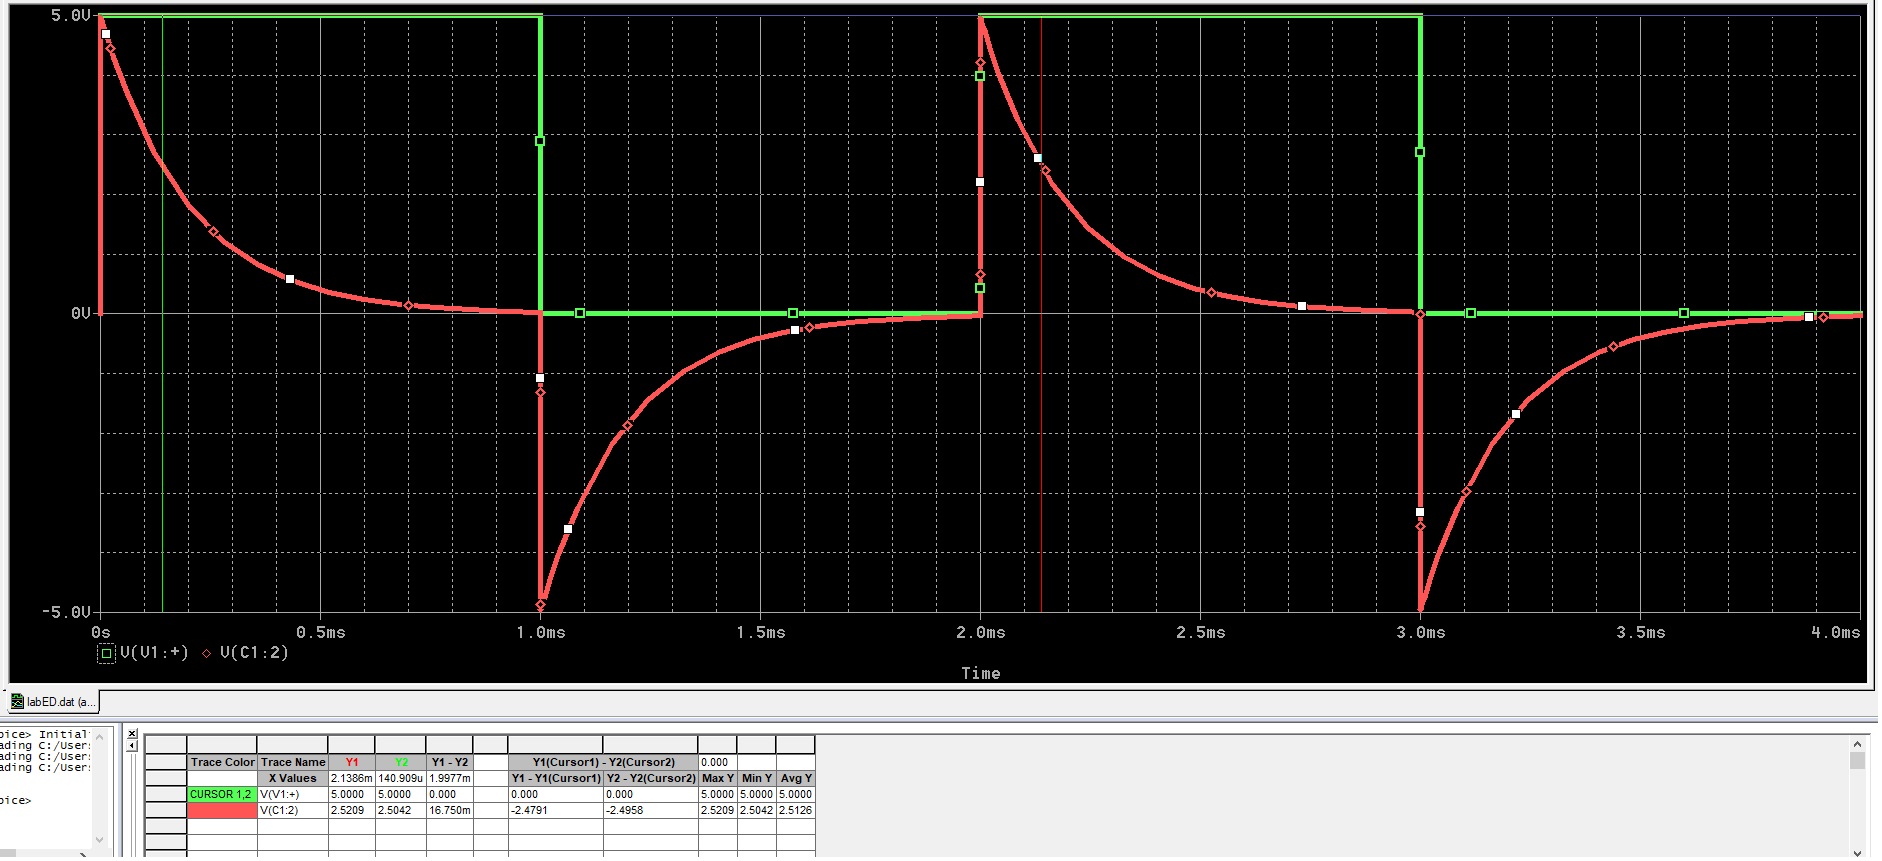 5.0V
0V
-5.0V
0s 0.5ms 1.0ms 1.5ms 2.0ms 2.5ms 3.0ms 3.5ms 4.0ms
V(V1:+) V(C1:2)
Time
labED.dat (a...
pice> Initial
ading C:/User:
ading C:/User:
ading C:/User:
pice>
Trace Color Trace Name Y1 Y2 Y1 - Y2 Y1(Cursor1) - Y2(Cursor2) 0.000
X Values 2.1386m 140.909u 1.9977m Y1 - Y1(Cursor1) Y2 - Y2(Cursor2) Max Y Min Y Avg Y
CURSOR 1,2 V(V1:+) 5.0000 5.0000 0.000 0.000 0.000 5.0000 5.0000 5.0000
V(C1:2) 2.5209 2.5042 16.750m -2.4791 -2.4958 2.5209 2.5042 2.5126